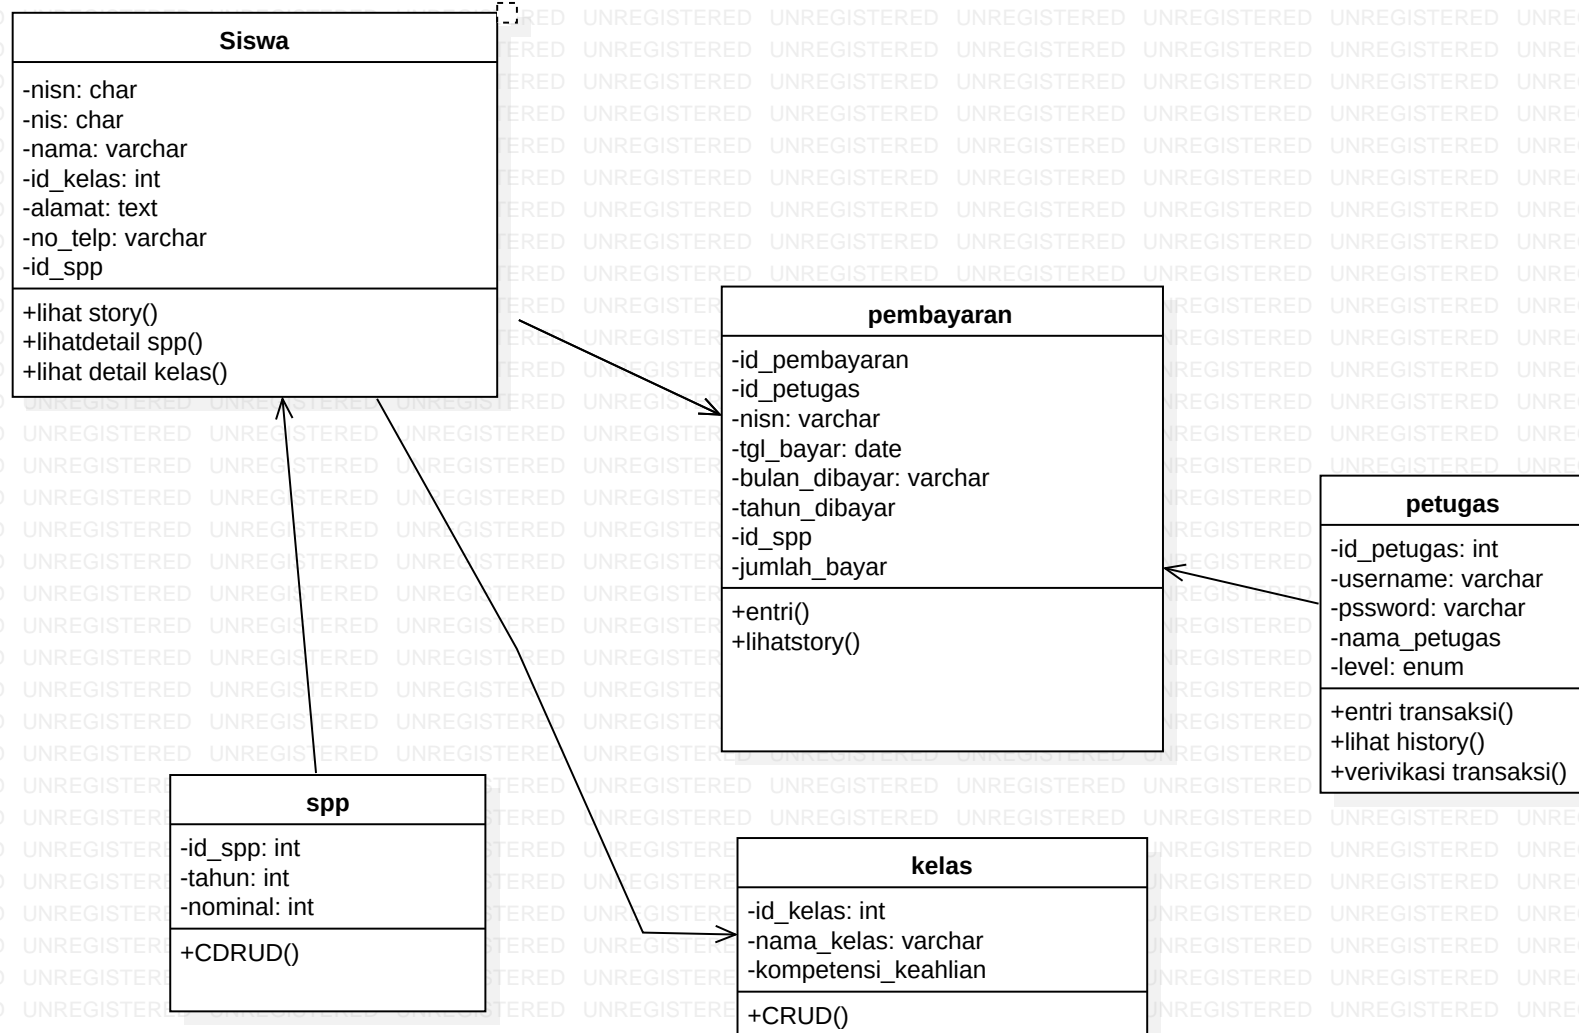 Siswa
-nisn: char
-nis: char
-nama: varchar
-id_kelas: int
-alamat: text
-no_telp: varchar
-id_spp
+lihat story()
+lihatdetail spp()
+lihat detail kelas()
pembayaran
-id_pembayaran
-id_petugas
-nisn: varchar
-tgl_bayar: date
-bulan_dibayar: varchar
-tahun_dibayar
-id_spp
-jumlah_bayar
+entri()
+lihatstory()
petugas
-id_petugas: int
-username: varchar
-pssword: varchar
-nama_petugas
-level: enum
+entri transaksi()
+lihat history()
+verivikasi transaksi()
spp
-id_spp: int
-tahun: int
-nominal: int
+CDRUD()
kelas
-id_kelas: int
-nama_kelas: varchar
-kompetensi_keahlian
+CRUD()
UNREGISTERED